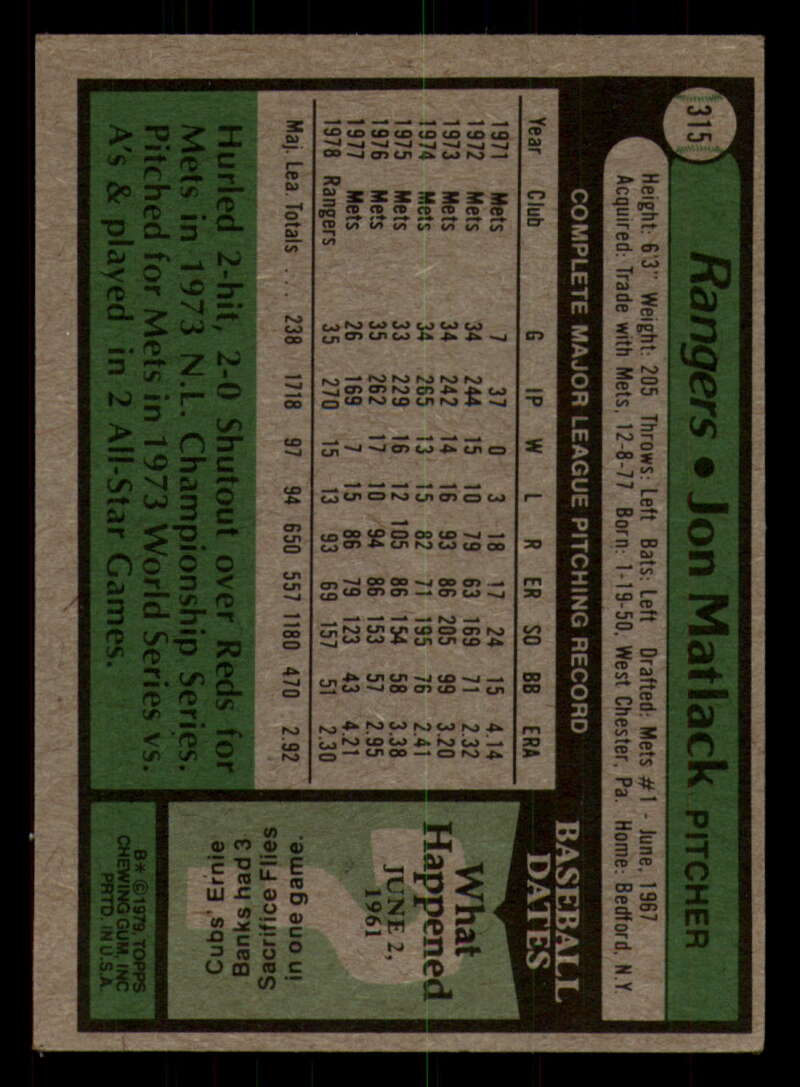 315
Rangers • Jon Matlack PITCHER
Height: 6'3" Weight: 205 Throws: Left Bats: Left Drafted: Mets #1 - June, 1967
Acquired: Trade with Mets, 12-8-77 Born: 1-19-50, West Chester, Pa. Home: Bedford, N.Y.
COMPLETE MAJOR LEAGUE PITCHING RECORD
Year Club G IP W L R ER SO BB ERA
1971 Mets 7 37 0 3 18 17 24 15 4.14
1972 Mets 34 244 15 10 79 63 169 71 2.32
1973 Mets 34 242 14 16 93 86 205 99 3.20
1974 Mets 34 265 13 15 82 71 195 76 2.41
1975 Mets 33 229 16 12 105 86 154 58 3.38
1976 Mets 35 262 17 10 94 86 153 57 2.95
1977 Mets 26 169 7 15 86 79 123 43 4.21
1978 Rangers 35 270 15 13 93 69 157 51 2.30
Maj. Lea Totals .... 238 1718 97 94 650 557 1180 470 2.92
Hurled 2-hit, 2-0 Shutout over Reds for
Mets in 1973 N.L. Championship Series.
Pitched for Mets in 1973 World Series vs.
A's & played in 2 All-Star Games.
BASEBALL
DATES
What
Happened
JUNE 2,
1961
Cubs' Ernie
Banks had 3
Sacrifice Flies
in one game.
B* ©1979, TOPPS
CHEWING GUM, INC
PRTD. IN U.S.A.